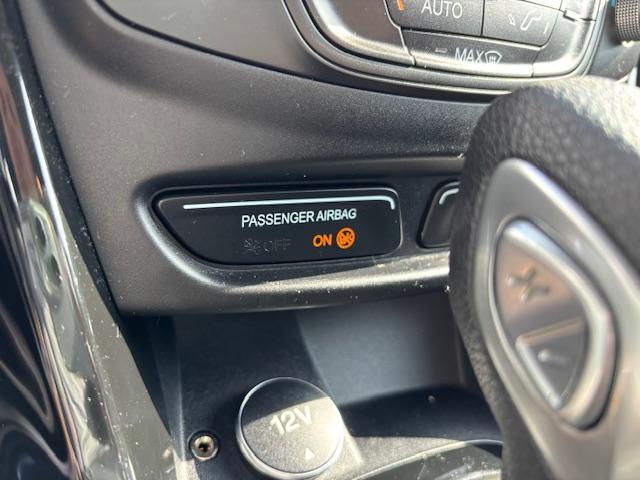 AUTO
MAX
PASSENGER AIRBAG
OFF ON
12V